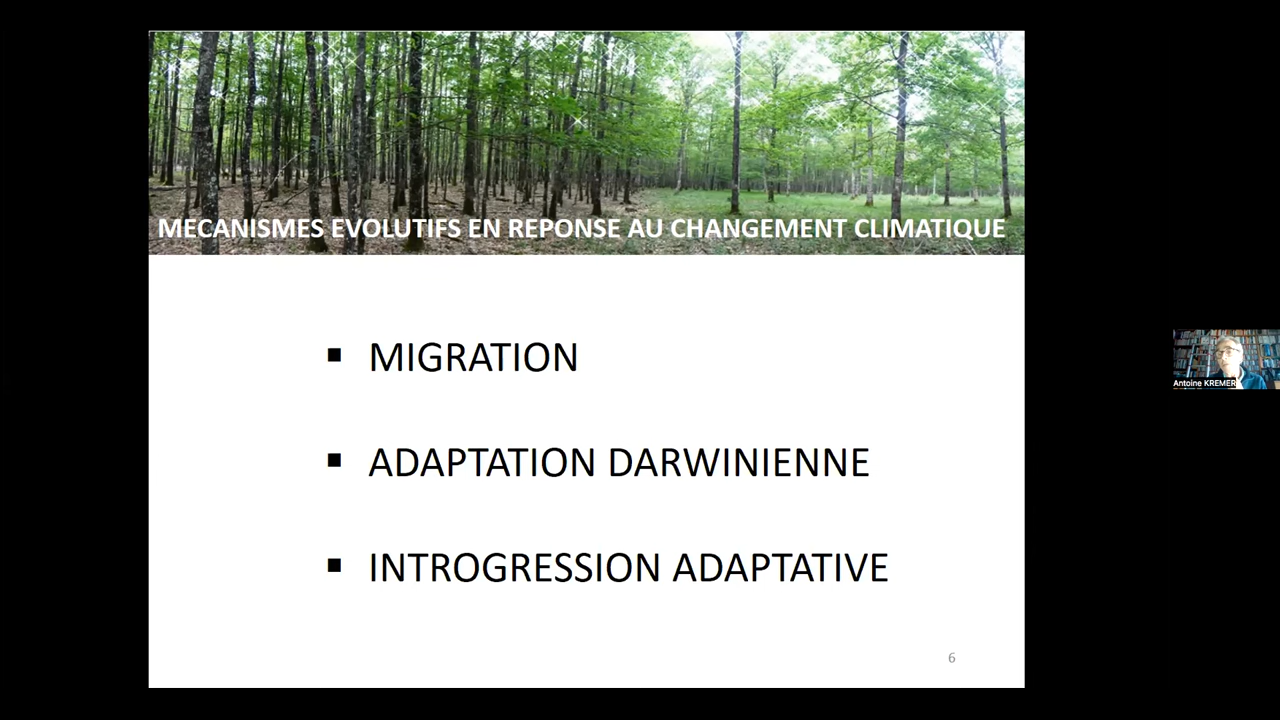 MECANISMES EVOLUTIFS EN REPONSE AU CHANGEMENT CLIMATIQUE
▪ MIGRATION
▪ ADAPTATION DARWINIENNE
▪ INTROGRESSION ADAPTATIVE
6
Antoine KREMER